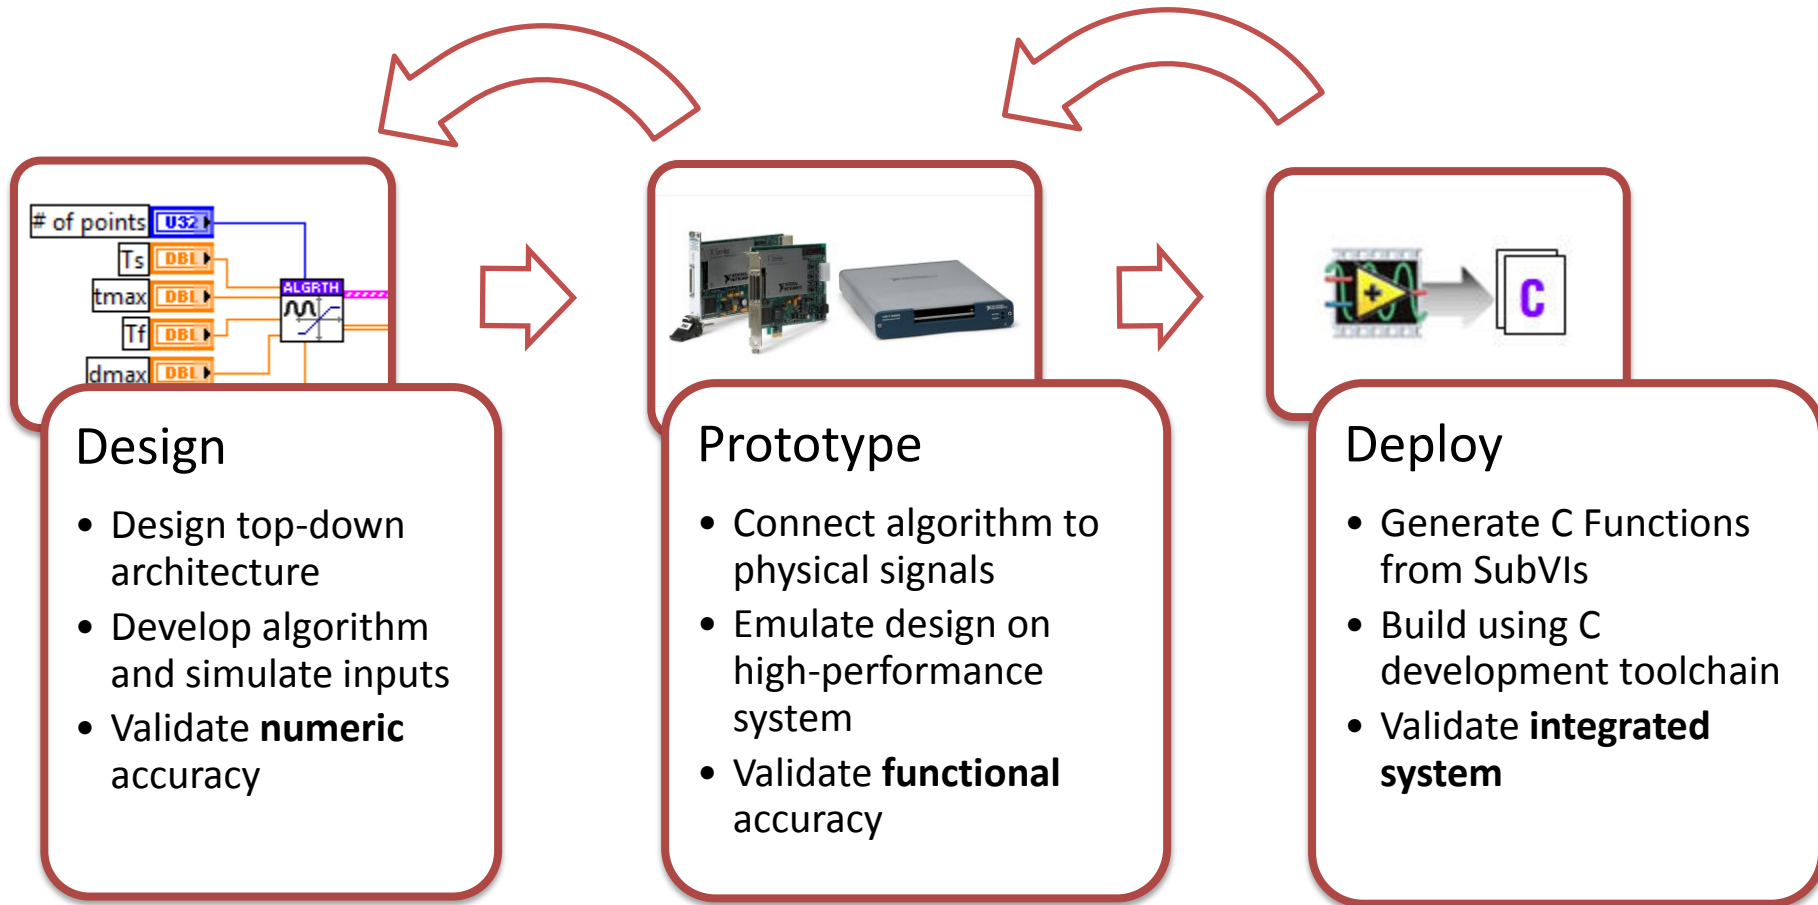 # of points
U32
Ts
DBL
tmax
DBL
Tf
DBL
dmax
DBL
ALGRTH
C
Design
• Design top-down
architecture
• Develop algorithm
and simulate inputs
• Validate numeric
accuracy
Prototype
• Connect algorithm to
physical signals
• Emulate design on
high-performance
system
• Validate functional
accuracy
Deploy
• Generate C Functions
from SubVIs
• Build using C
development toolchain
• Validate integrated
system